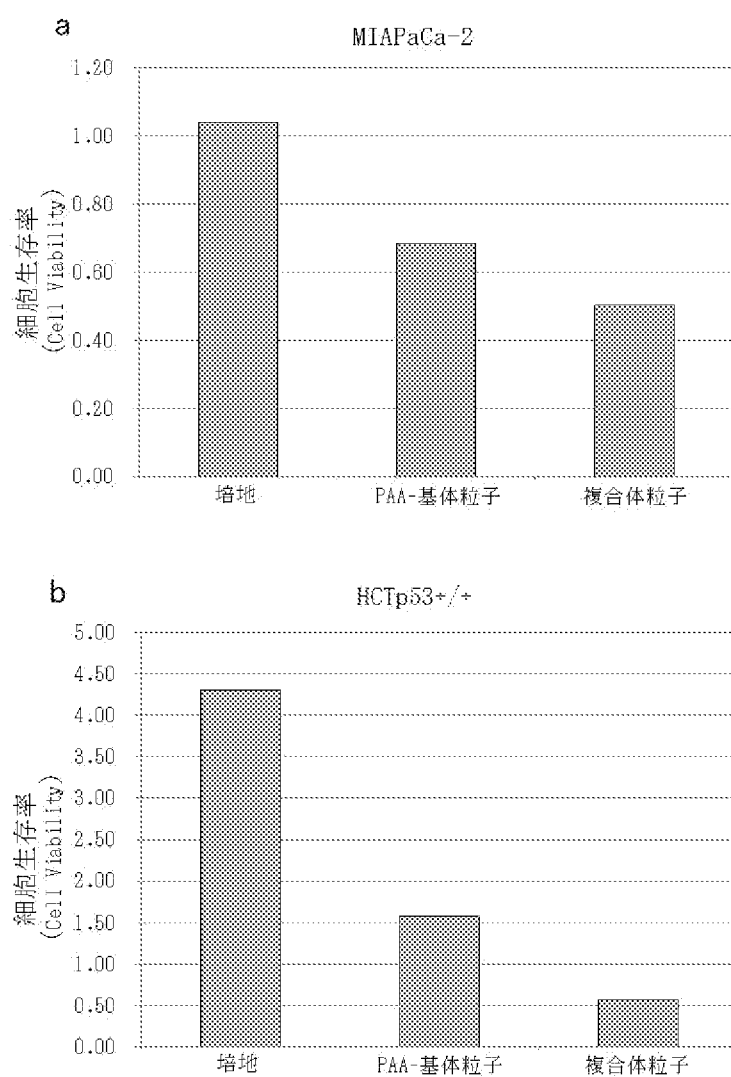 a
MIAPaCa-2
細胞生存率
(Cell Viability)
1.20
1.00
0.80
0.60
0.40
0.20
0.00
培地
PAA-基体粒子
複合体粒子
b
HCTp53+/+
細胞生存率
(Cell Viability)
5.00
4.50
4.00
3.50
3.00
2.50
2.00
1.50
1.00
0.50
0.00
培地
PAA-基体粒子
複合体粒子